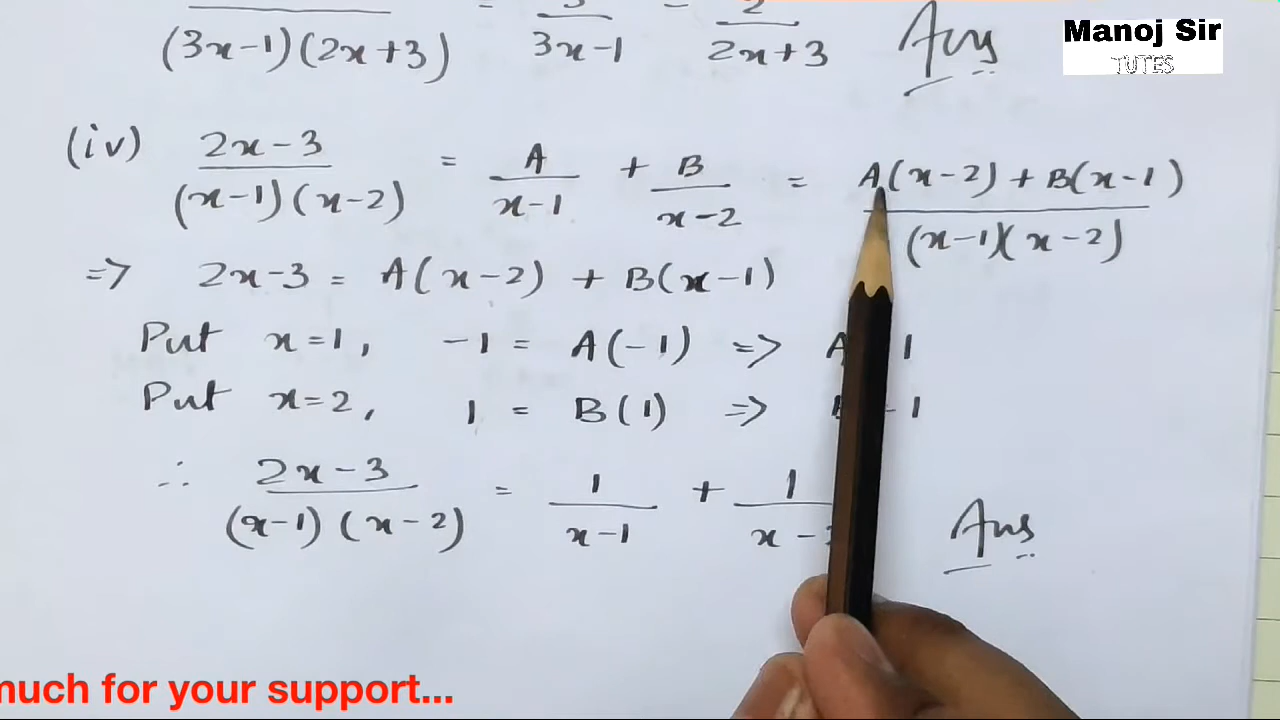 (3x-1)(2x+3) 3x-1 2x+3 Ans
Manoj Sir
TUTES
(iv) 2x-3 / (x-1)(x-2) = A / x-1 + B / x-2 = A(x-2) + B(x-1) / (x-1)(x-2)
=> 2x-3 = A(x-2) + B(x-1)
Put x=1, -1 = A(-1) => A 1
Put x=2, 1 = B(1) => 1
∴ 2x-3 / (x-1)(x-2) = 1 / x-1 + 1 / x- Ans
much for your support...